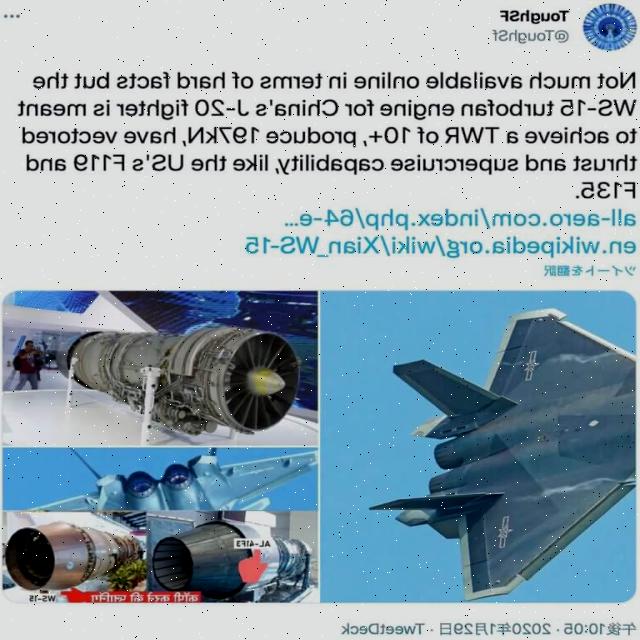 ToughSF
@ToughSf
Not much available online in terms of hard facts but the
WS-15 turbofan engine for China's J-20 fighter is meant
to achieve a TWR of 10+, produce 197kN, have vectored
thrust and supercruise capability, like the US's F119 and
F135.
all-aero.com/index.php/64-e...
en.wikipedia.org/wiki/Xian_WS-15
ツイートを翻訳
AL-41F3
WS-15
कॉपी करने की प्लानिंग
午後10:05 · 2020年1月29日 · TweetDeck